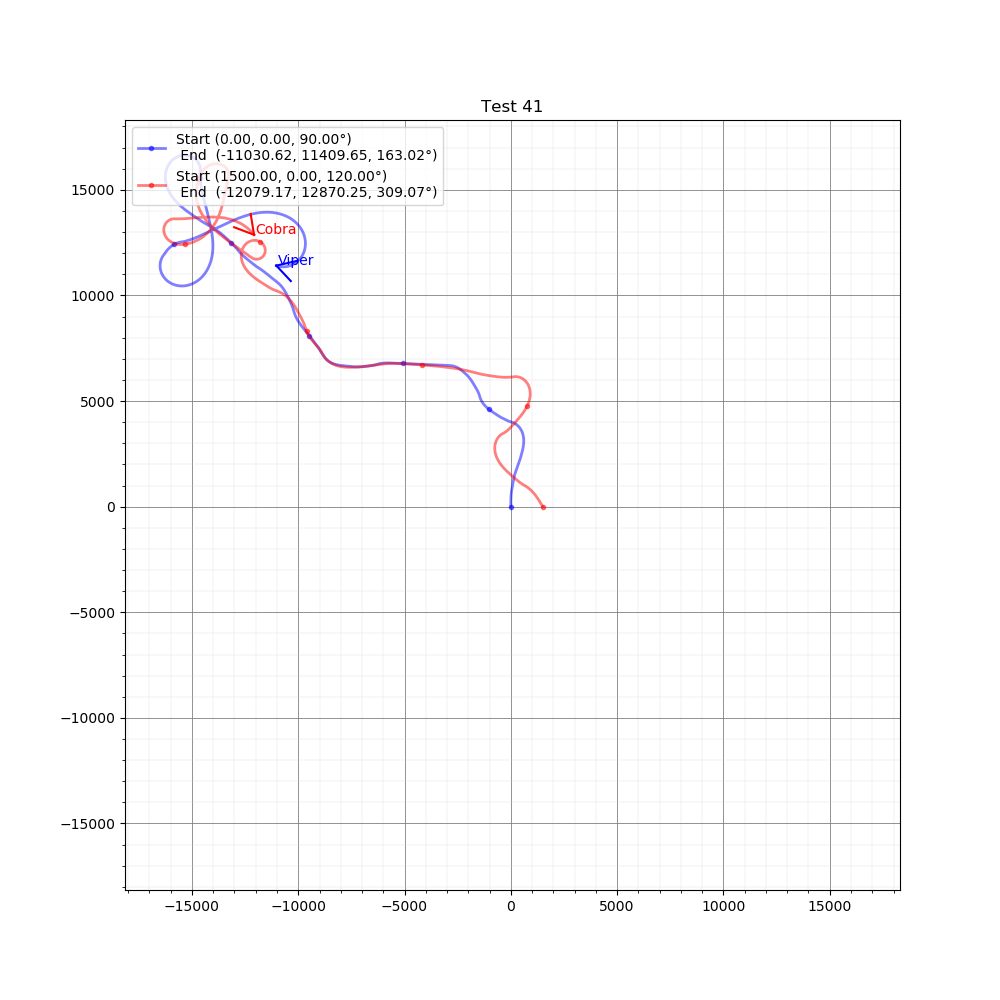 Test 41
Start (0.00, 0.00, 90.00°)
End  (-11030.62, 11409.65, 163.02°)
Start (1500.00, 0.00, 120.00°)
End  (-12079.17, 12870.25, 309.07°)
Cobra
Viper
15000
10000
5000
0
−5000
−10000
−15000
−15000 −10000 −5000 0 5000 10000 15000